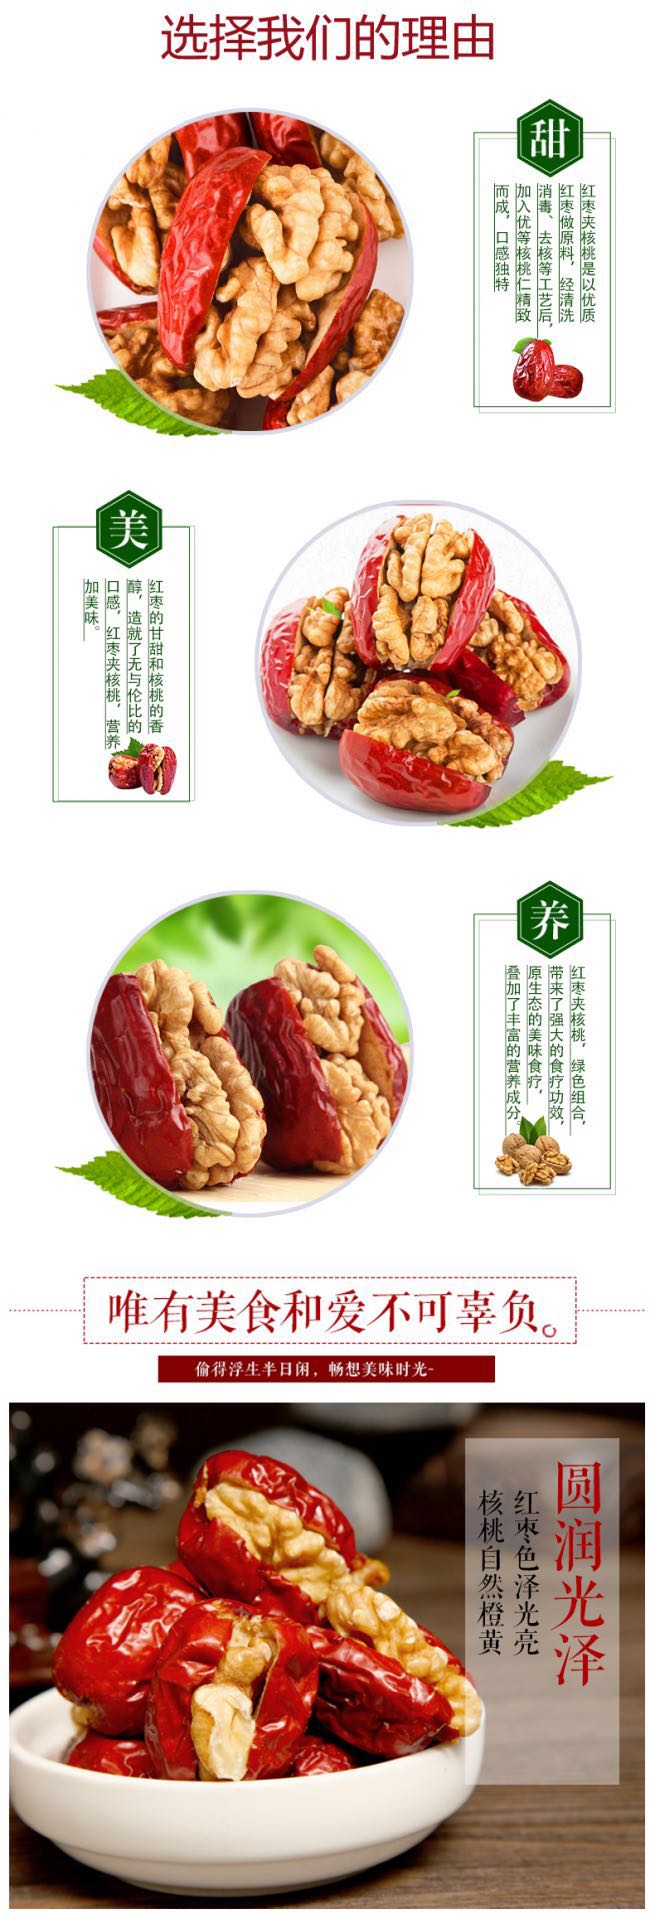 选择我们的理由
甜
红枣夹核桃是以优质
红枣做原料，经清洗
消毒、去核等工艺后，
加入优等核桃仁精致
而成，口感独特
美
红枣的甘甜和核桃的香
醇，造就了无与伦比的
口感，红枣夹核桃，营养
加美味。
养
红枣夹核桃，绿色组合，
带来了强大的食疗功效，
原生态的美味食疗，
叠加了丰富的营养成分。
唯有美食和爱不可辜负。
偷得浮生半日闲，畅想美味时光~
圆润光泽
红枣色泽光亮
核桃自然橙黄